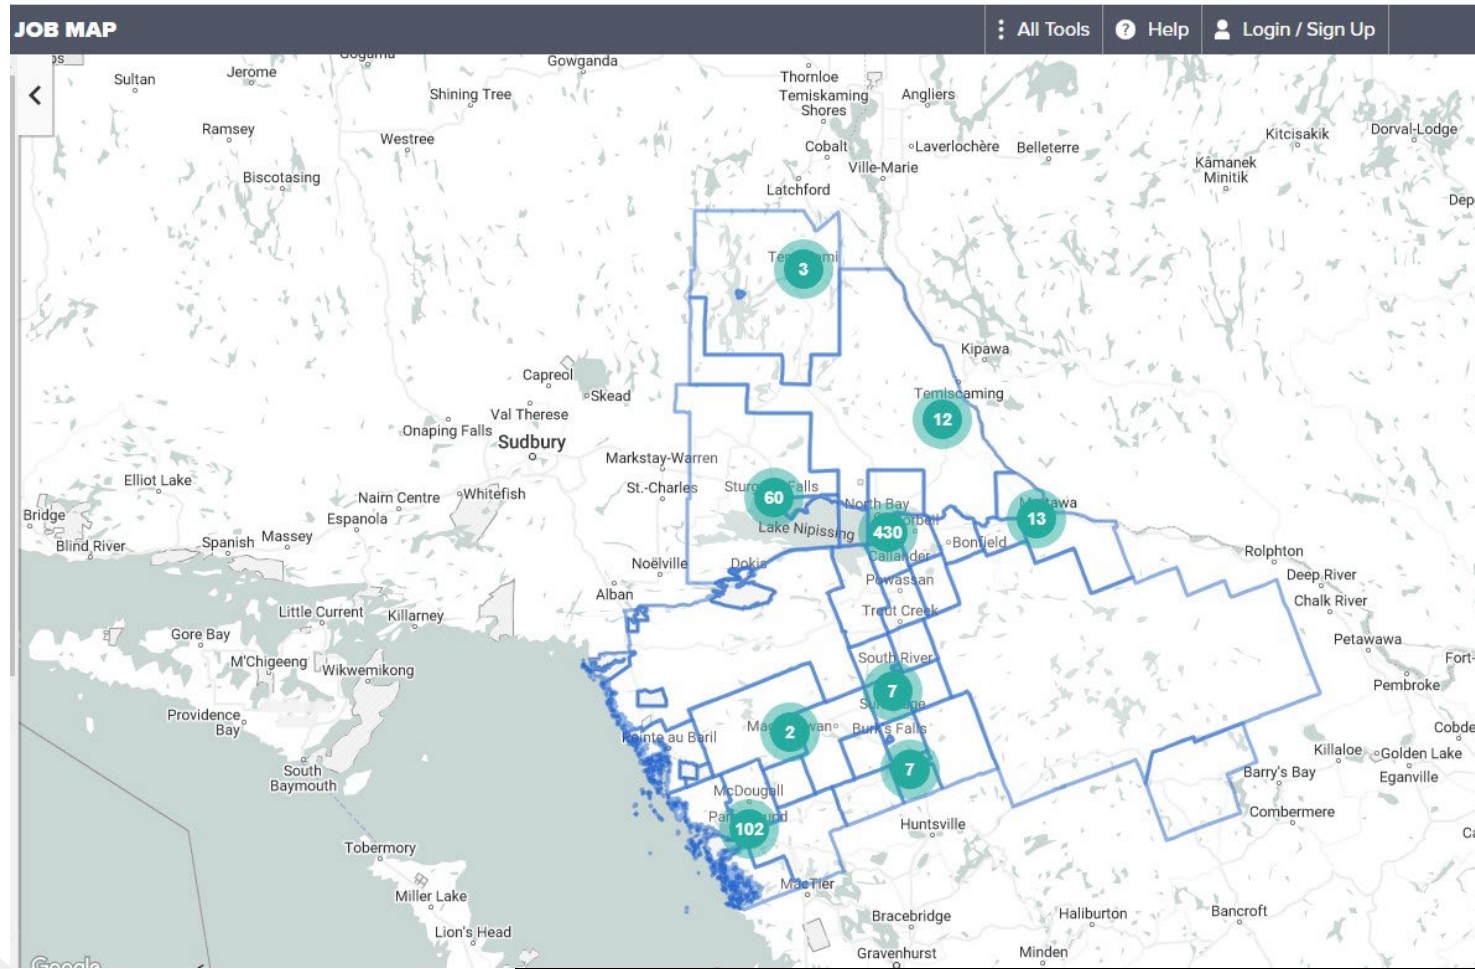 JOB MAP
All Tools
Help
Login / Sign Up
Gowganda
Sultan
Jerome
Thornloe
Shining Tree
Temiskaming
Shores
Angliers
Ramsey
Westree
Kitcisakik
Dorval-Lodge
Cobalt
Laverlochère
Belleterre
Ville-Marie
Kâmanek
Minitik
Biscotasing
Latchford
Dep
3
Kipawa
Capreol
Skead
Temiscaming
12
Val Therese
Onaping Falls
Sudbury
Markstay-Warren
Elliot Lake
St.-Charles
60
Nairn Centre
Whitefish
North Bay
Bridge
Espanola
13
Lake Nipissing
430
Blind River
Spanish
Massey
Bonfield
Callander
Rolphton
Noëlville
Dokis
Deep River
Powassan
Alban
Chalk River
Little Current
Killarney
Trout Creek
Gore Bay
Petawawa
M'Chigeeng
Wikwemikong
South River
Fort-
Pembroke
7
Providence
Bay
2
Burk's Falls
Pointe au Baril
Cobde
Killaloe
Golden Lake
South
Baymouth
7
Barry's Bay
Eganville
McDougall
102
Combermere
Huntsville
Tobermory
MacTier
Miller Lake
Bracebridge
Haliburton
Bancroft
Lion's Head
Gravenhurst
Minden
Google